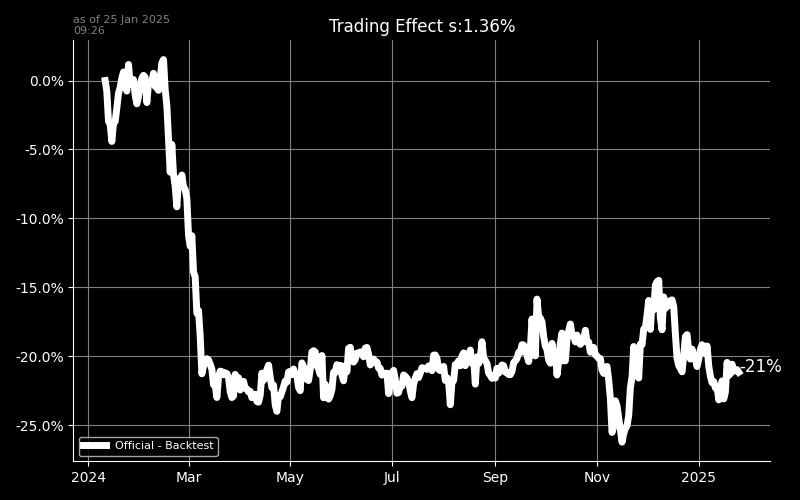 as of 25 Jan 2025
09:26
Trading Effect s:1.36%
0.0%
-5.0%
-10.0%
-15.0%
-20.0%
-25.0%
-21%
Official - Backtest
2024 Mar May Jul Sep Nov 2025